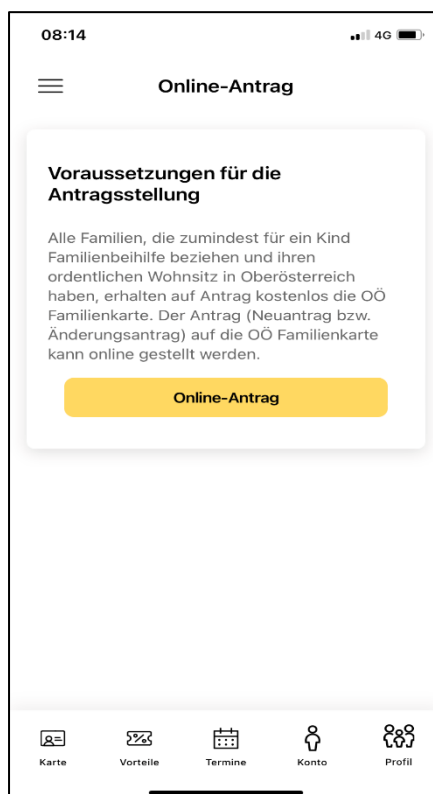 08:14
4G
Online-Antrag
Voraussetzungen für die
Antragsstellung
Alle Familien, die zumindest für ein Kind
Familienbeihilfe beziehen und ihren
ordentlichen Wohnsitz in Oberösterreich
haben, erhalten auf Antrag kostenlos die OÖ
Familienkarte. Der Antrag (Neuantrag bzw.
Änderungsantrag) auf die OÖ Familienkarte
kann online gestellt werden.
Online-Antrag
Karte Vorteile Termine Konto Profil